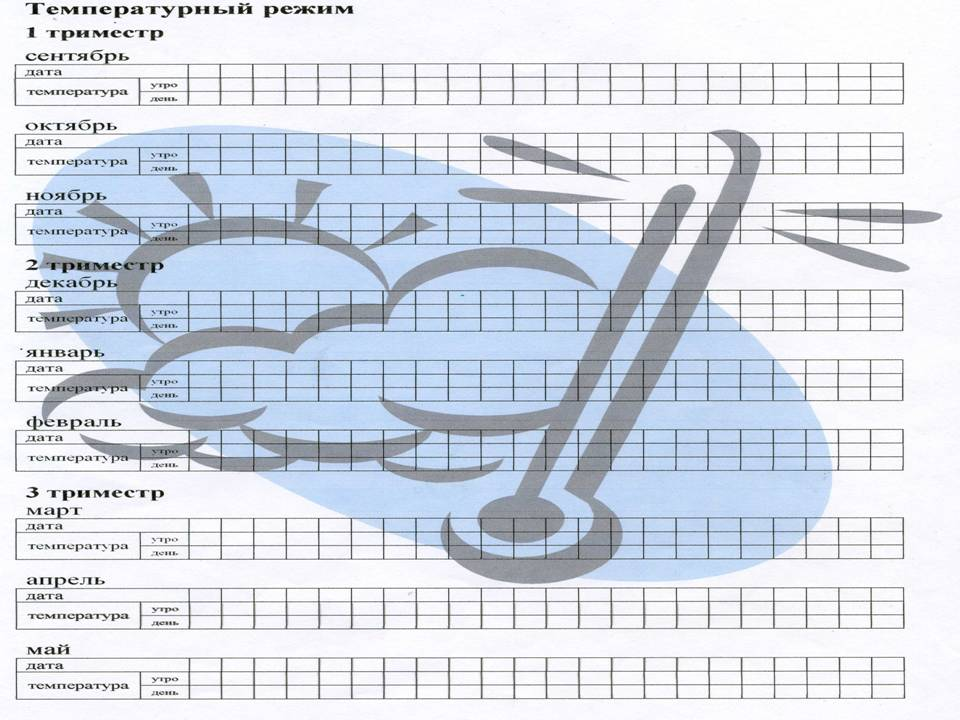 Температурный режим
1 триместр
сентябрь
дата
температура утро
день
октябрь
дата
температура утро
день
ноябрь
дата
температура утро
день
2 триместр
декабрь
дата
температура утро
день
январь
дата
температура утро
день
февраль
дата
температура утро
день
3 триместр
март
дата
температура утро
день
апрель
дата
температура утро
день
май
дата
температура утро
день